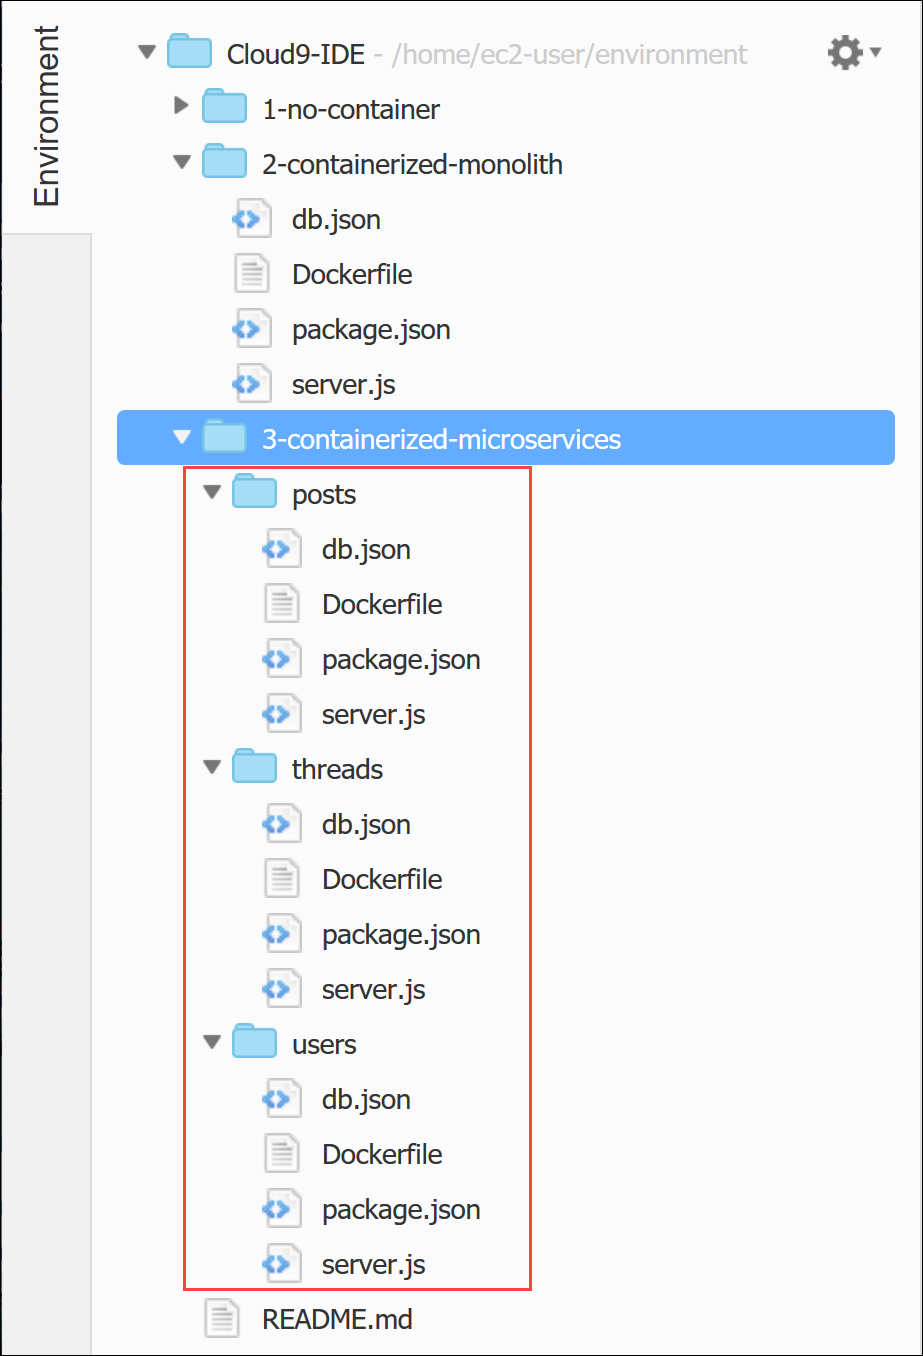 Environment
Cloud9-IDE - /home/ec2-user/environment
1-no-container
2-containerized-monolith
db.json
Dockerfile
package.json
server.js
3-containerized-microservices
posts
db.json
Dockerfile
package.json
server.js
threads
db.json
Dockerfile
package.json
server.js
users
db.json
Dockerfile
package.json
server.js
README.md